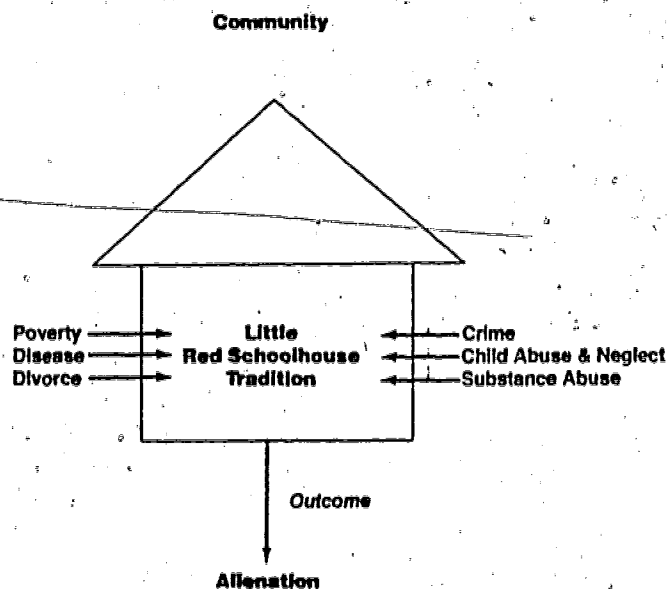 Community
Poverty
Disease
Divorce
Little
Red Schoolhouse
Tradition
Crime
Child Abuse & Neglect
Substance Abuse
Outcome
Alienation